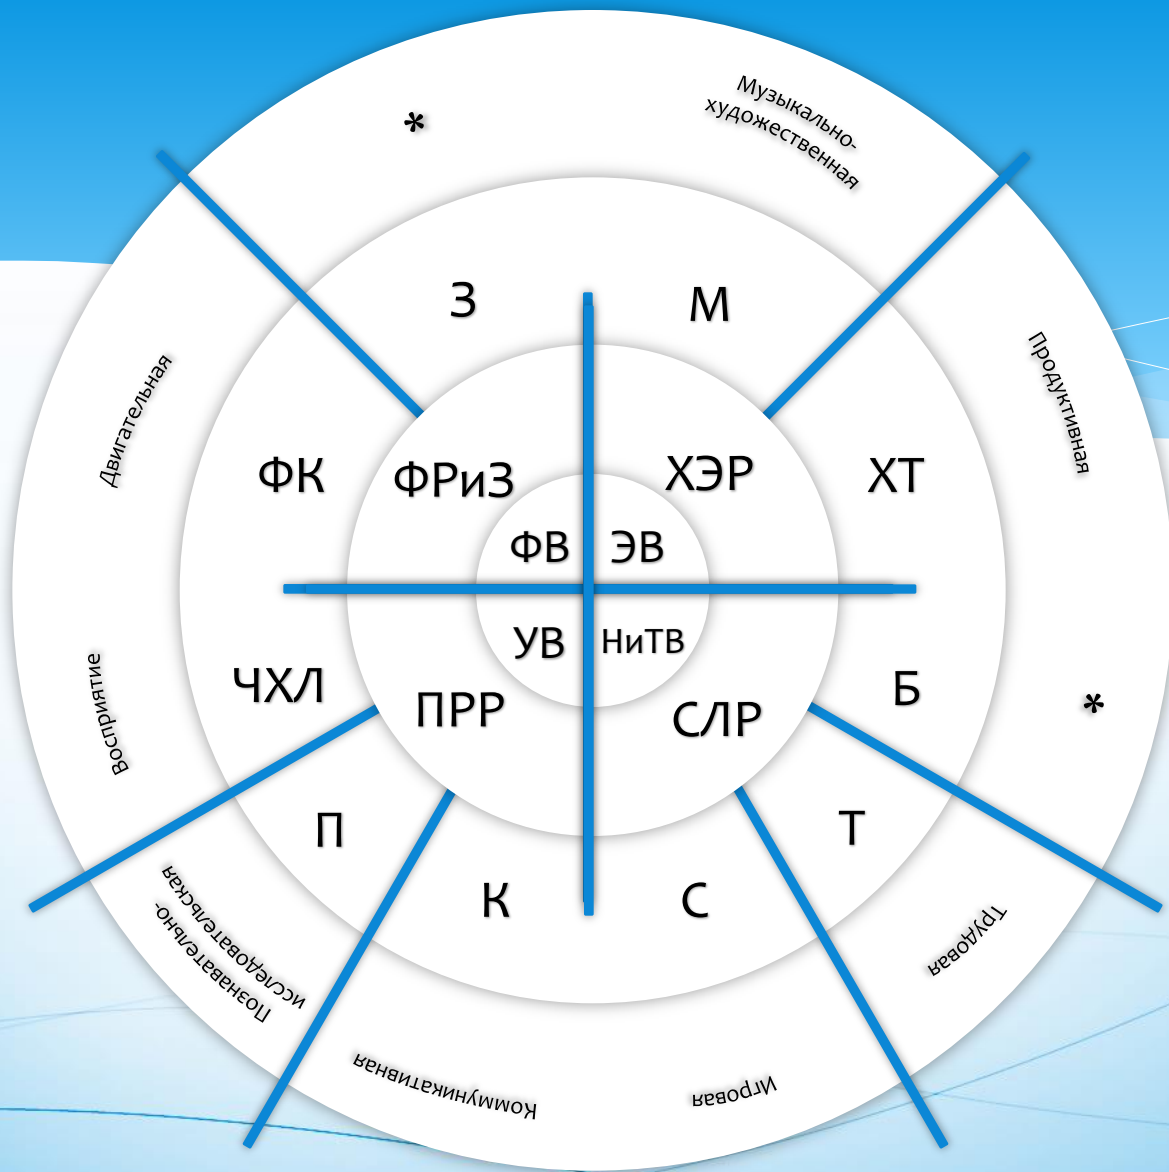 *
Музыкально-
художественная
З
М
Двигательная
Продуктивная
ФК
ФРиЗ
ХЭР
ХТ
ФВ
ЭВ
УВ
НиТВ
Восприятие
ЧХЛ
ПРР
СЛР
Б
*
П
Т
Познавательно-
исследовательская
К
С
Трудовая
Коммуникативная
Игровая